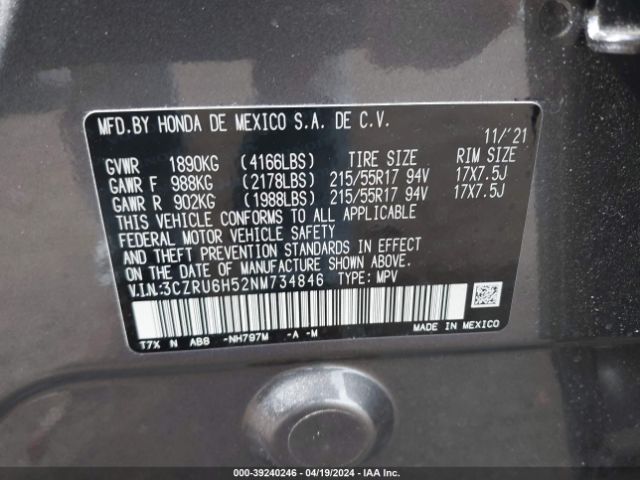 MFD.BY HONDA DE MEXICO S.A. DE C.V.
11/'21
GVWR 1890KG (4166LBS) TIRE SIZE RIM SIZE
GAWR F 988KG (2178LBS) 215/55R17 94V 17X7.5J
GAWR R 902KG (1988LBS) 215/55R17 94V 17X7.5J
THIS VEHICLE CONFORMS TO ALL APPLICABLE
FEDERAL MOTOR VEHICLE SAFETY
AND THEFT PREVENTION STANDARDS IN EFFECT
ON THE DATE OF MANUFACTURE SHOWN ABOVE.
V.I.N:3CZRU6H52NM734846 TYPE: MPV
MADE IN MEXICO
T7X N AB8 -NH797M -A -M
000-39240246 - 04/19/2024 - IAA Inc.